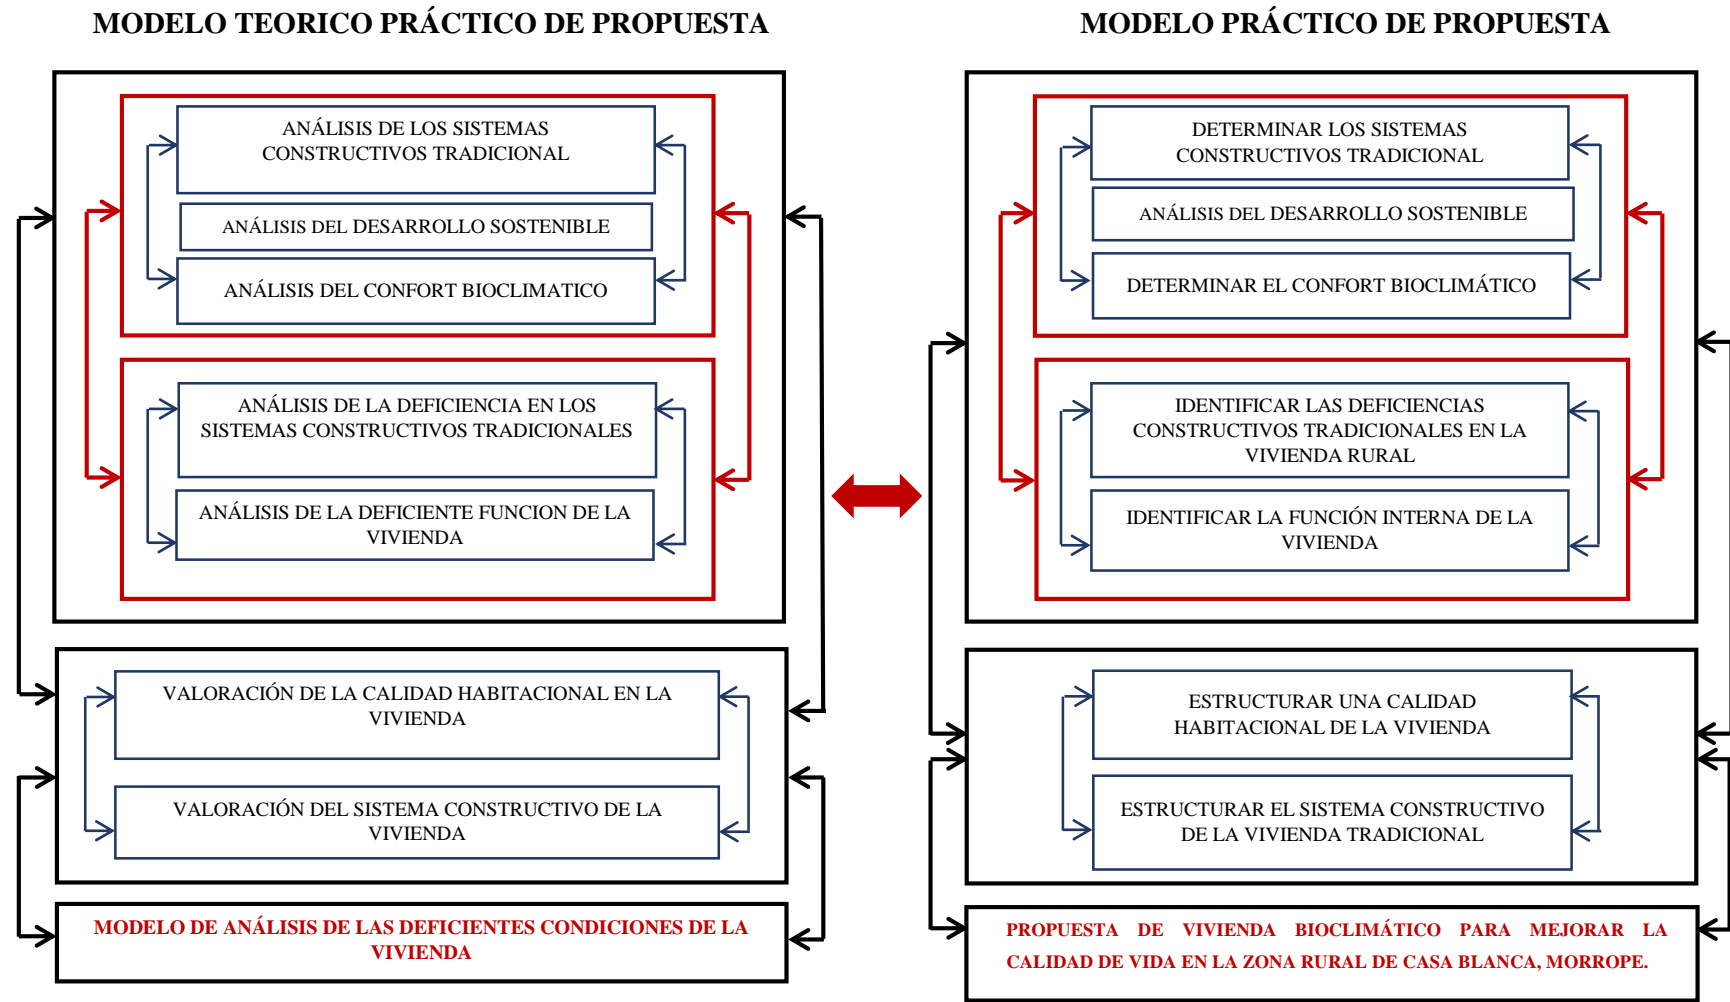 MODELO TEORICO PRÁCTICO DE PROPUESTA
ANÁLISIS DE LOS SISTEMAS
CONSTRUCTIVOS TRADICIONAL
ANÁLISIS DEL DESARROLLO SOSTENIBLE
ANÁLISIS DEL CONFORT BIOCLIMATICO
ANÁLISIS DE LA DEFICIENCIA EN LOS
SISTEMAS CONSTRUCTIVOS TRADICIONALES
ANÁLISIS DE LA DEFICIENTE FUNCION DE LA
VIVIENDA
VALORACIÓN DE LA CALIDAD HABITACIONAL EN LA
VIVIENDA
VALORACIÓN DEL SISTEMA CONSTRUCTIVO DE LA
VIVIENDA
MODELO DE ANÁLISIS DE LAS DEFICIENTES CONDICIONES DE LA
VIVIENDA
MODELO PRÁCTICO DE PROPUESTA
DETERMINAR LOS SISTEMAS
CONSTRUCTIVOS TRADICIONAL
ANÁLISIS DEL DESARROLLO SOSTENIBLE
DETERMINAR EL CONFORT BIOCLIMÁTICO
IDENTIFICAR LAS DEFICIENCIAS
CONSTRUCTIVOS TRADICIONALES EN LA
VIVIENDA RURAL
IDENTIFICAR LA FUNCIÓN INTERNA DE LA
VIVIENDA
ESTRUCTURAR UNA CALIDAD
HABITACIONAL DE LA VIVIENDA
ESTRUCTURAR EL SISTEMA CONSTRUCTIVO
DE LA VIVIENDA TRADICIONAL
PROPUESTA DE VIVIENDA BIOCLIMÁTICO PARA MEJORAR LA
CALIDAD DE VIDA EN LA ZONA RURAL DE CASA BLANCA, MORROPE.